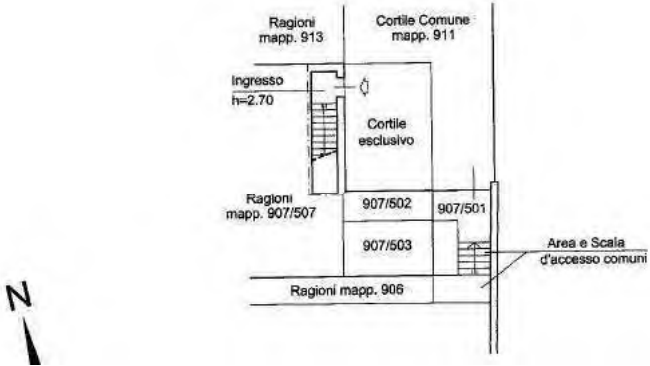 Ragioni
mapp. 913
Cortile Comune
mapp. 911
Ingresso
h=2.70
Cortile
esclusivo
Ragioni
mapp. 907/507
907/502
907/501
907/503
Area e Scala
d'accesso comuni
Ragioni mapp. 906
N